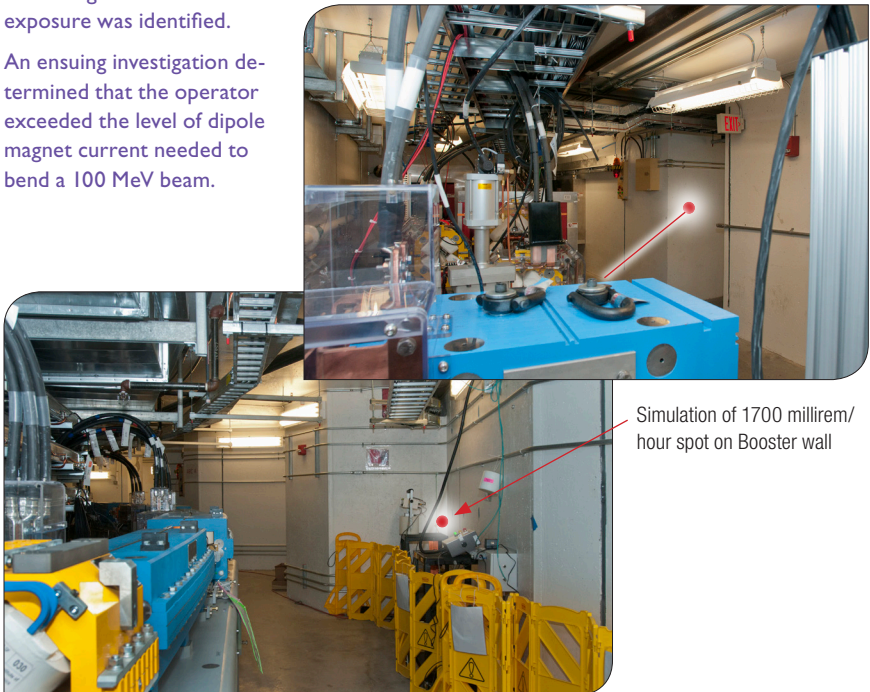 exposure was identified.
An ensuing investigation de-
termined that the operator
exceeded the level of dipole
magnet current needed to
bend a 100 MeV beam.
EXIT
Simulation of 1700 millirem/
hour spot on Booster wall
030